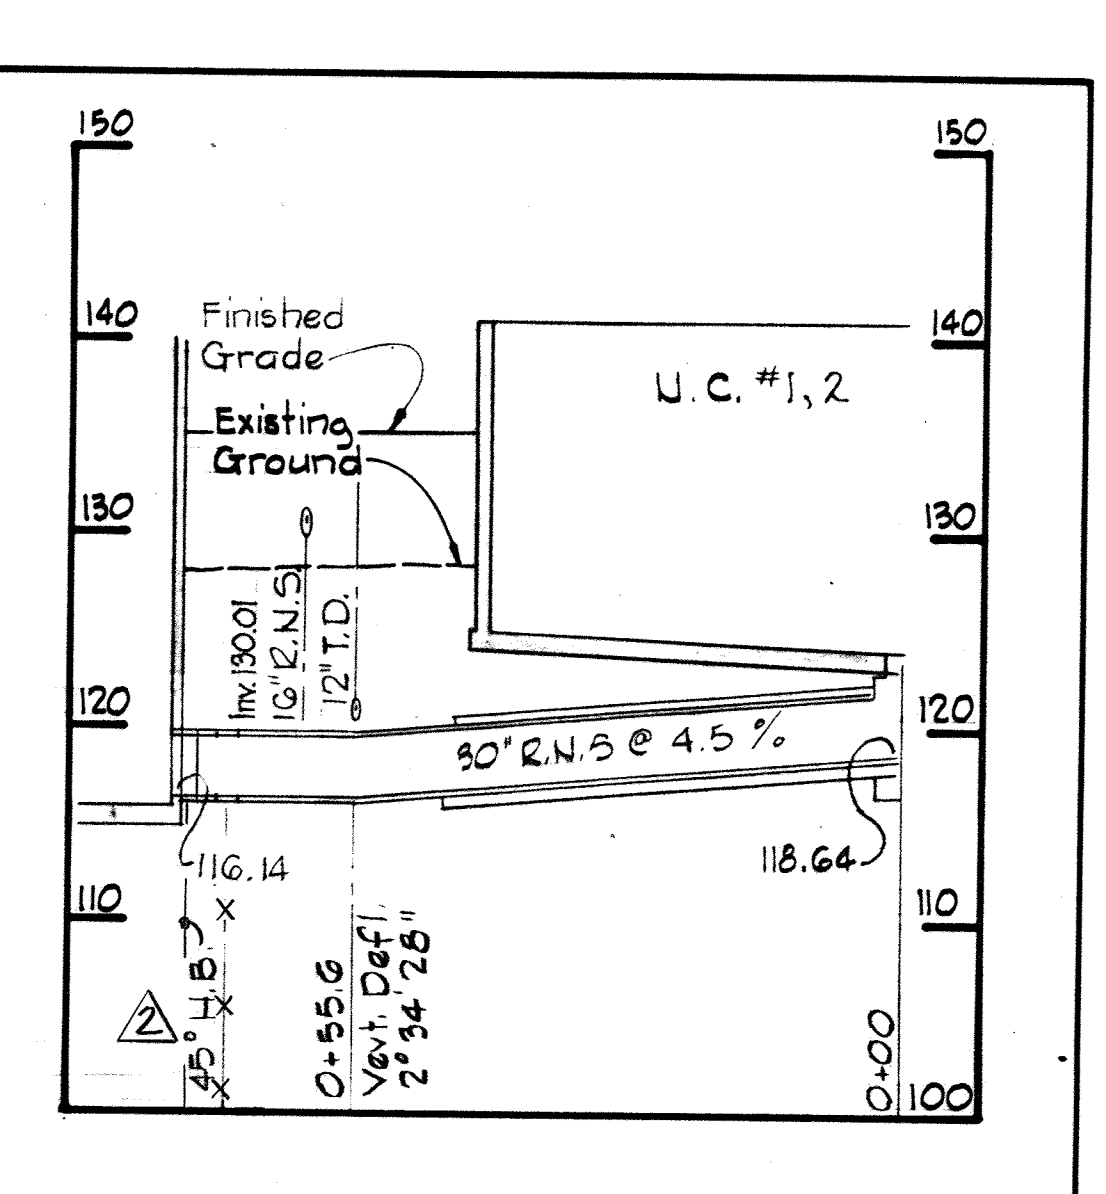 150
150
140
Finished
Grade
140
U.C. #1, 2
Existing
Ground
130
130
Inv. 130.01
16" R.N.S.
12" T.D.
120
120
30" R.N.S @ 4.5 %
116.14
118.64
110
110
45° H.B.
2
0+55.6
Vert. Defl.
2° 34' 28"
0+00
100